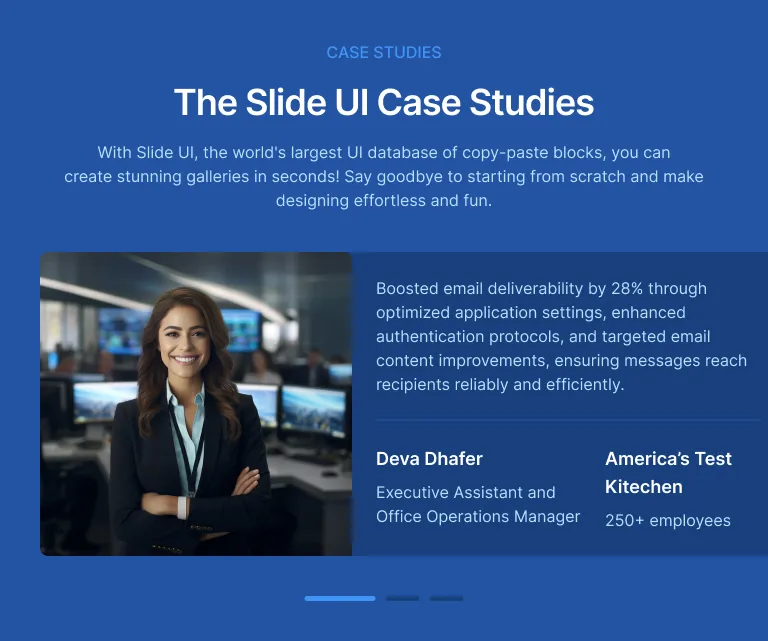 CASE STUDIES
The Slide UI Case Studies
With Slide UI, the world's largest UI database of copy-paste blocks, you can
create stunning galleries in seconds! Say goodbye to starting from scratch and make
designing effortless and fun.
Boosted email deliverability by 28% through
optimized application settings, enhanced
authentication protocols, and targeted email
content improvements, ensuring messages reach
recipients reliably and efficiently.
Deva Dhafer
Executive Assistant and
Office Operations Manager
America’s Test
Kitechen
250+ employees